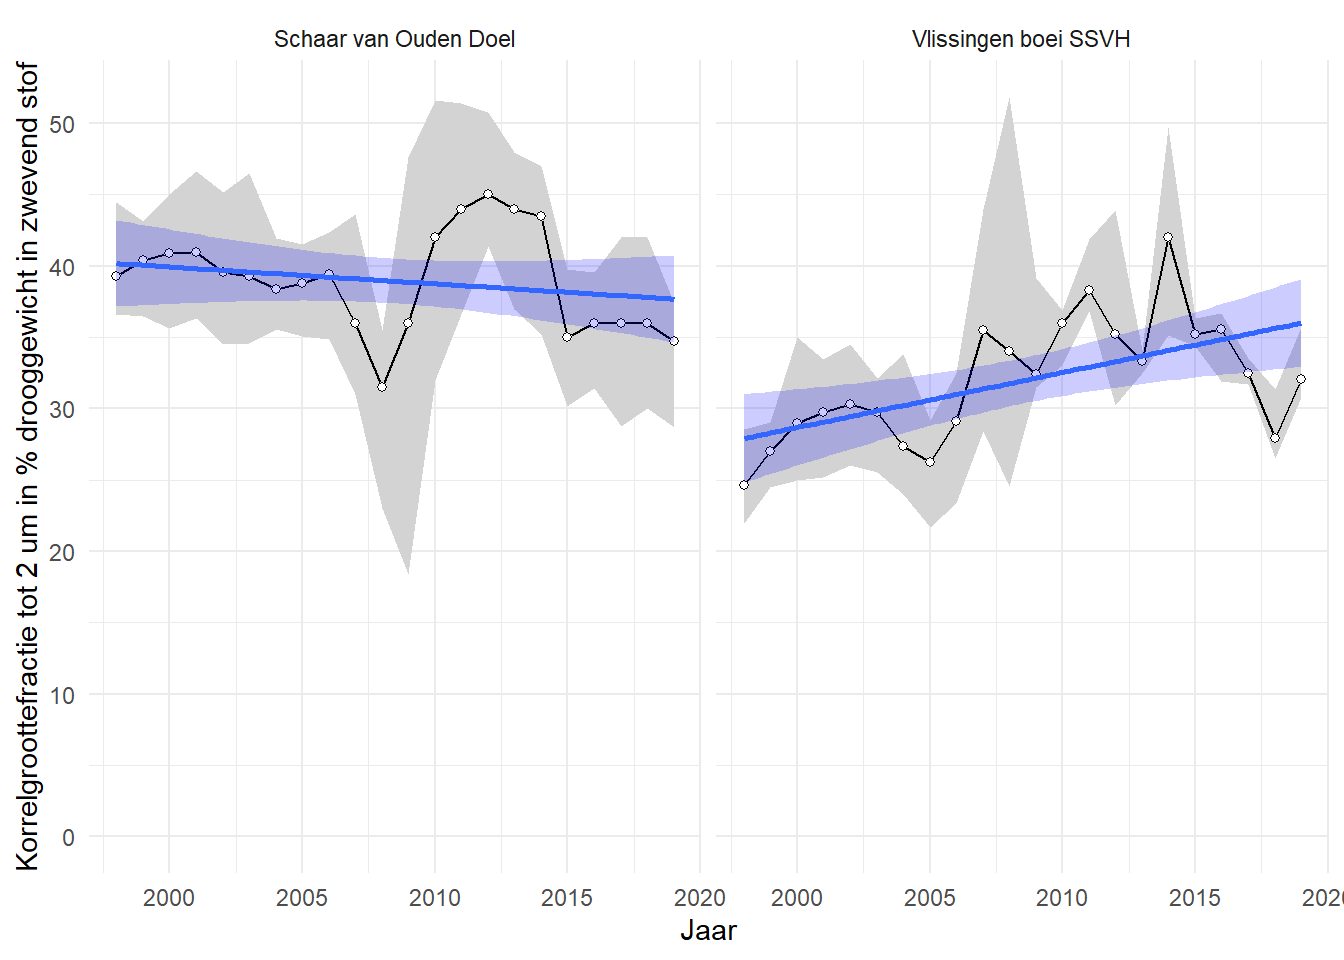 Schaar van Ouden Doel
Vlissingen boei SSVH
Korrelgroottefractie tot 2 um in % drooggewicht in zwevend stof
50
40
30
20
10
0
2000 2005 2010 2015 2020 2000 2005 2010 2015 202
Jaar